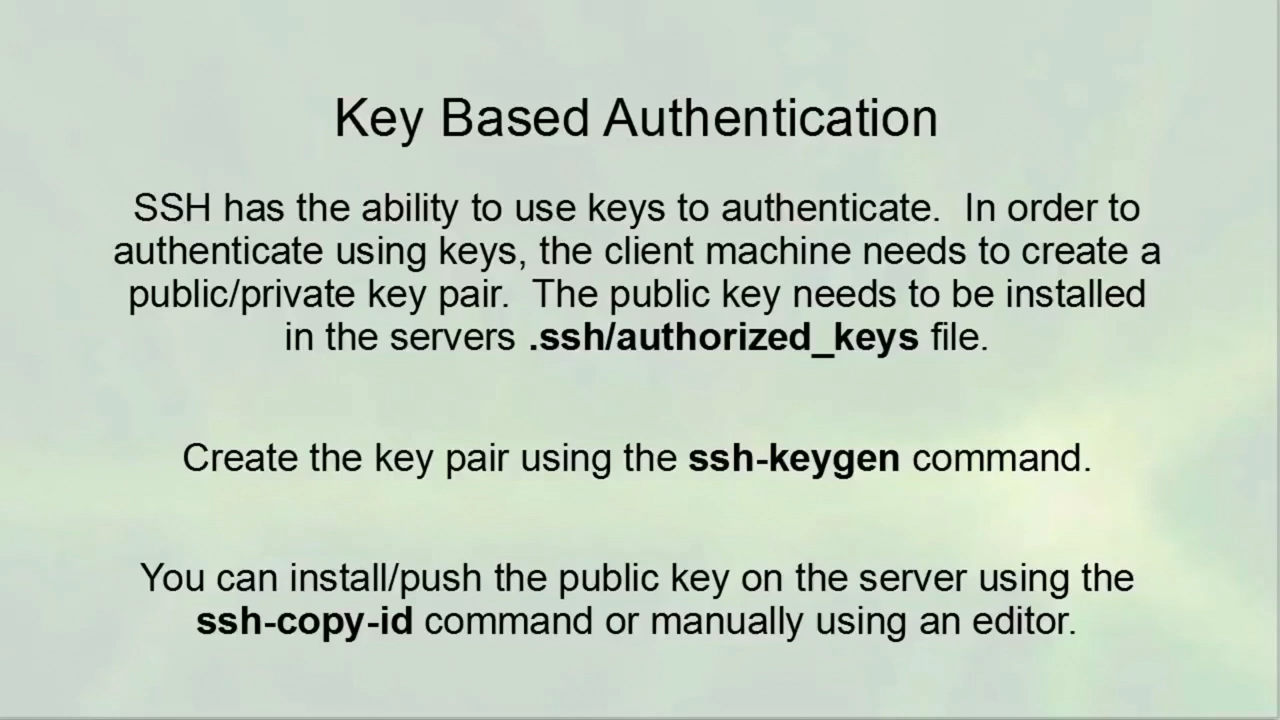 Key Based Authentication
SSH has the ability to use keys to authenticate.  In order to
authenticate using keys, the client machine needs to create a
public/private key pair.  The public key needs to be installed
in the servers .ssh/authorized_keys file.
Create the key pair using the ssh-keygen command.
You can install/push the public key on the server using the
ssh-copy-id command or manually using an editor.